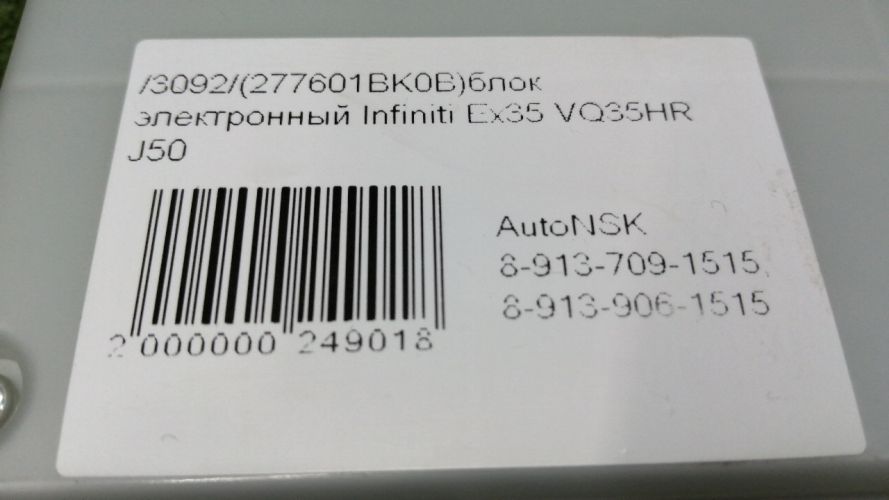 /3092/(277601BK0B)блок
электронный Infiniti Ex35 VQ35HR
J50
AutoNSK
8-913-709-1515,
8-913-906-1515
2 000000 249018